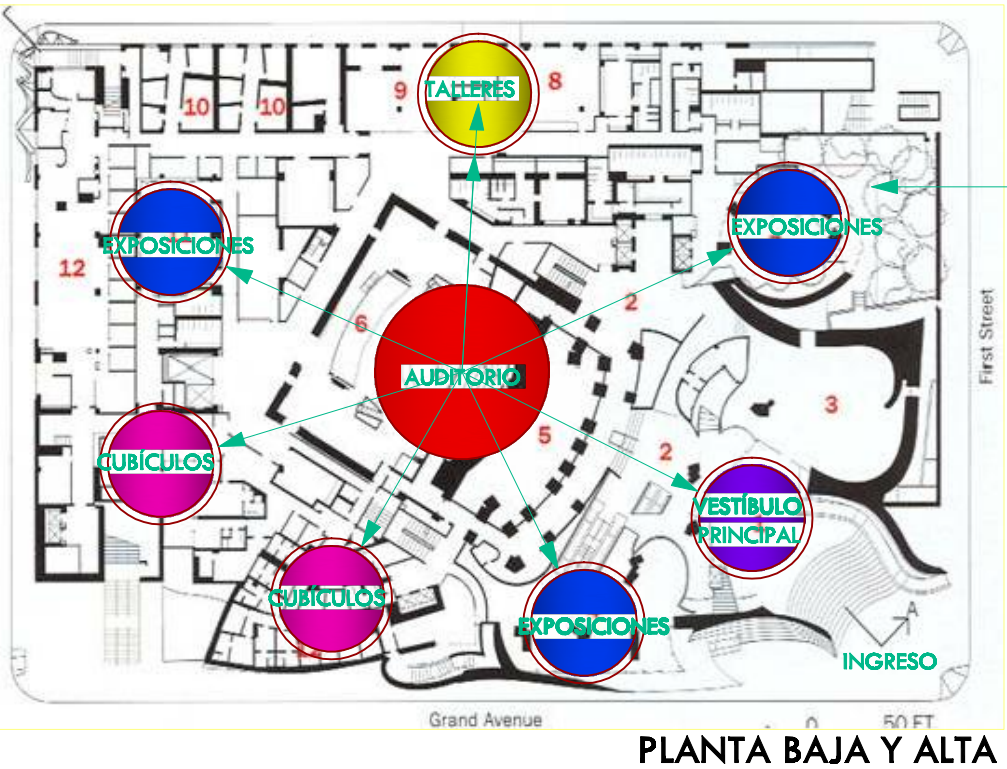 TALLERES
9
8
10
10
EXPOSICIONES
EXPOSICIONES
12
2
6
First Street
AUDITORIO
3
5
2
CUBÍCULOS
VESTÍBULO
PRINCIPAL
CUBICULOS
EXPOSICIONES
A
INGRESO
Grand Avenue
0
50 FT.
PLANTA BAJA Y ALTA